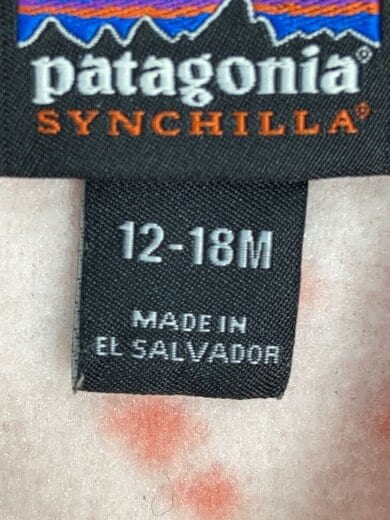 patagonia®
SYNCHILLA®
12-18M
MADE IN
EL SALVADOR